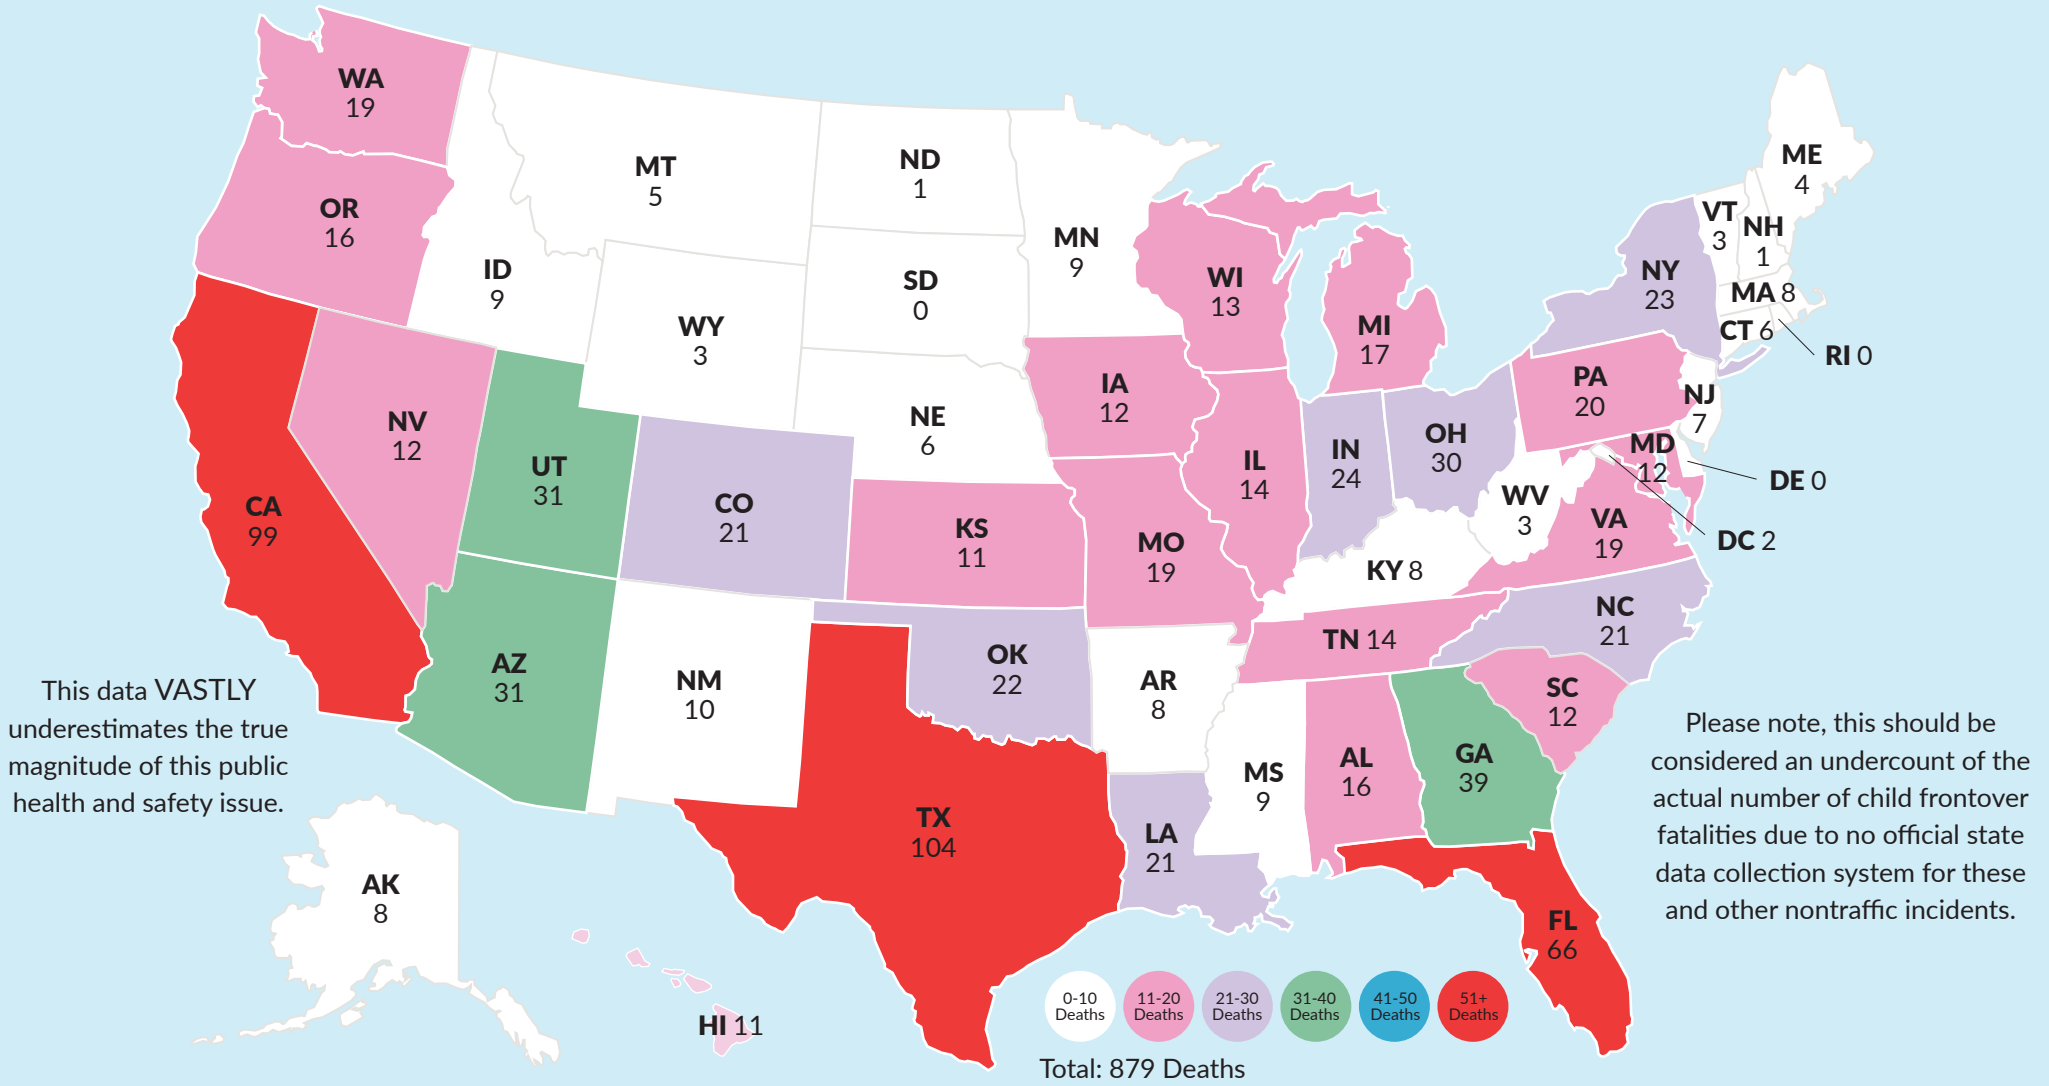 WA
19
OR
16
CA
99
NV
12
ID
9
MT
5
WY
3
UT
31
AZ
31
CO
21
NM
10
ND
1
SD
0
NE
6
KS
11
OK
22
TX
104
MN
9
IA
12
MO
19
AR
8
LA
21
WI
13
IL
14
MI
17
IN
24
OH
30
KY 8
TN 14
MS
9
AL
16
GA
39
FL
66
SC
12
NC
21
VA
19
WV
3
MD
12
DC 2
DE 0
PA
20
NJ
7
NY
23
CT 6
RI 0
MA 8
VT
3
NH
1
ME
4
AK
8
HI 11
This data VASTLY
underestimates the true
magnitude of this public
health and safety issue.
Please note, this should be
considered an undercount of the
actual number of child frontover
fatalities due to no official state
data collection system for these
and other nontraffic incidents.
0-10
Deaths
11-20
Deaths
21-30
Deaths
31-40
Deaths
41-50
Deaths
51+
Deaths
Total: 879 Deaths